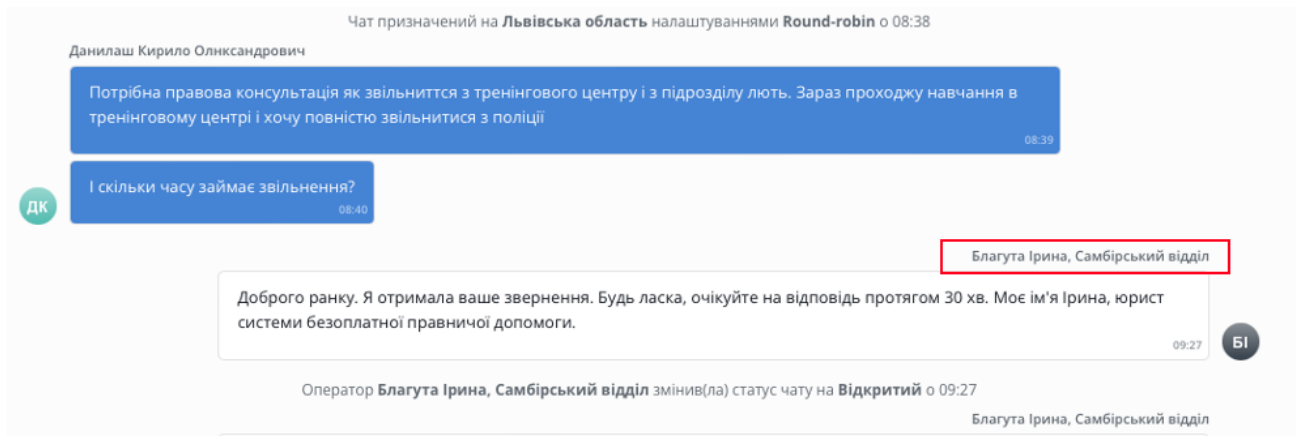 Чат призначений на Львівська область налаштуваннями Round-robin о 08:38
Данилаш Кирило Олнксандрович
Потрібна правова консультація як звільниття з тренінгового центру і з підрозділу лють. Зараз проходжу навчання в
тренінговому центрі і хочу повністю звільнитися з поліції
08:39
І скільки часу займає звільнення?
08:40
ДК
Благута Ірина, Самбірський відділ
Доброго ранку. Я отримала ваше звернення. Будь ласка, очікуйте на відповідь протягом 30 хв. Моє ім'я Ірина, юрист
системи безоплатної правничої допомоги.
09:27
БІ
Оператор Благута Ірина, Самбірський відділ змінив(ла) статус чату на Відкритий о 09:27
Благута Ірина, Самбірський відділ